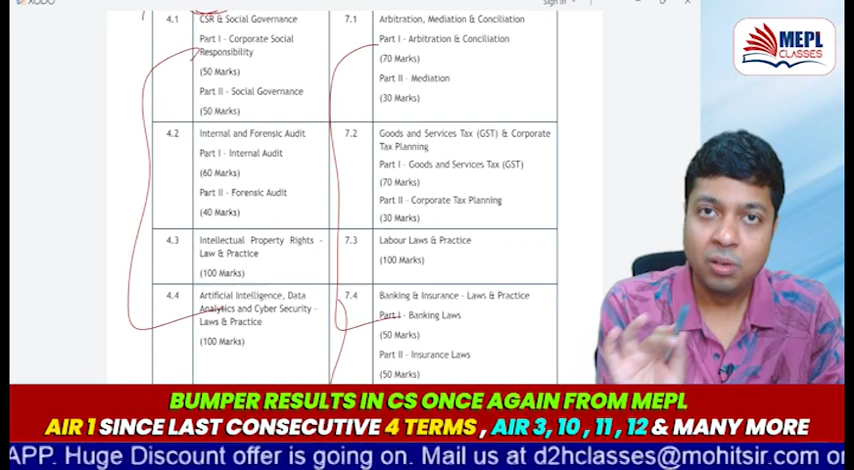 XODO
Sign in
4.1
CSR & Social Governance
Part I - Corporate Social
Responsibility
(50 Marks)
Part II - Social Governance
(50 Marks)
7.1
Arbitration, Mediation & Conciliation
Part I - Arbitration & Conciliation
(70 Marks)
Part II - Mediation
(30 Marks)
4.2
Internal and Forensic Audit
Part I - Internal Audit
(60 Marks)
Part II - Forensic Audit
(40 Marks)
7.2
Goods and Services Tax (GST) & Corporate
Tax Planning
Part I - Goods and Services Tax (GST)
(70 Marks)
Part II - Corporate Tax Planning
(30 Marks)
4.3
Intellectual Property Rights -
Law & Practice
(100 Marks)
7.3
Labour Laws & Practice
(100 Marks)
4.4
Artificial Intelligence, Data
Analytics and Cyber Security -
Laws & Practice
(100 Marks)
7.4
Banking & Insurance - Laws & Practice
Part I - Banking Laws
(50 Marks)
Part II - Insurance Laws
(50 Marks)
MEPL
CLASSES
BUMPER RESULTS IN CS ONCE AGAIN FROM MEPL
AIR 1 SINCE LAST CONSECUTIVE 4 TERMS , AIR 3, 10 , 11 , 12 & MANY MORE
APP. Huge Discount offer is going on. Mail us at d2hclasses@mohitsir.com or